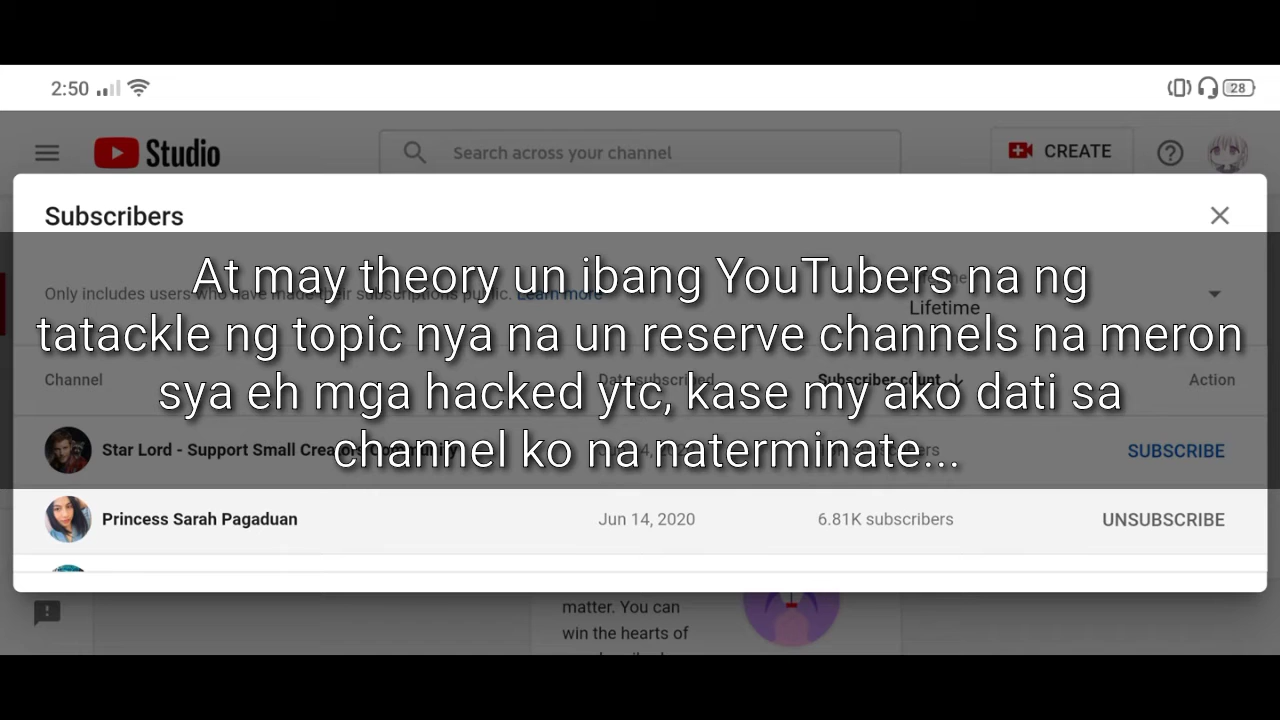 2:50
28
Studio
Search across your channel
CREATE
Subscribers
At may theory un ibang YouTubers na ng
tatackle ng topic nya na un reserve channels na meron
sya eh mga hacked ytc, kase my ako dati sa
channel ko na naterminate...
Only includes users who have made their subscriptions public. Learn more
Lifetime
Channel
Date subscribed
Subscriber count
Action
Star Lord - Support Small Creators Community
SUBSCRIBE
Princess Sarah Pagaduan
Jun 14, 2020
6.81K subscribers
UNSUBSCRIBE
matter. You can
win the hearts of